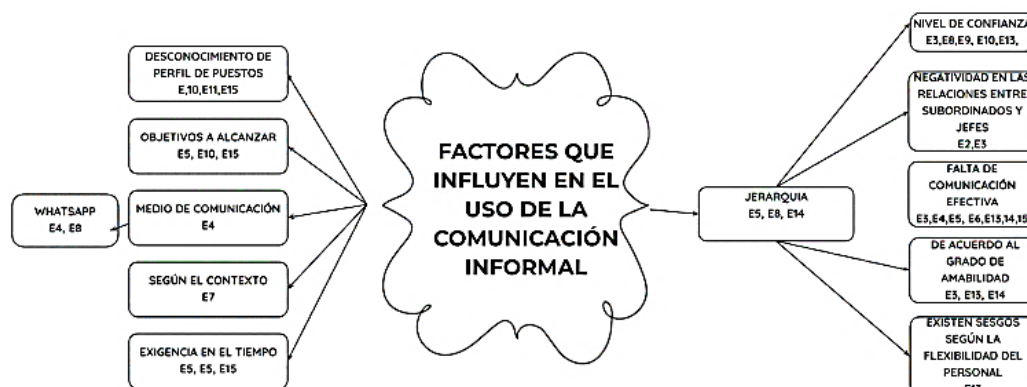 DESCONOCIMIENTO DE
PERFIL DE PUESTOS
E,10,E11,E15
OBJETIVOS A ALCANZAR
E5, E10, E15
WHATSAPP
E4, E8
MEDIO DE COMUNICACIÓN
E4
SEGÚN EL CONTEXTO
E7
EXIGENCIA EN EL TIEMPO
E5, E5, E15
FACTORES QUE
INFLUYEN EN EL
USO DE LA
COMUNICACIÓN
INFORMAL
JERARQUIA
E5, E8, E14
NIVEL DE CONFIANZA
E3,E8,E9, E10,E13,
NEGATIVIDAD EN LAS
RELACIONES ENTRE
SUBORDINADOS Y
JEFES
E2,E3
FALTA DE
COMUNICACIÓN
EFECTIVA
E3,E4,E5, E6,E13,14,15
DE ACUERDO AL
GRADO DE
AMABILIDAD
E3, E13, E14
EXISTEN SESGOS
SEGÚN LA
FLEXIBILIDAD DEL
PERSONAL